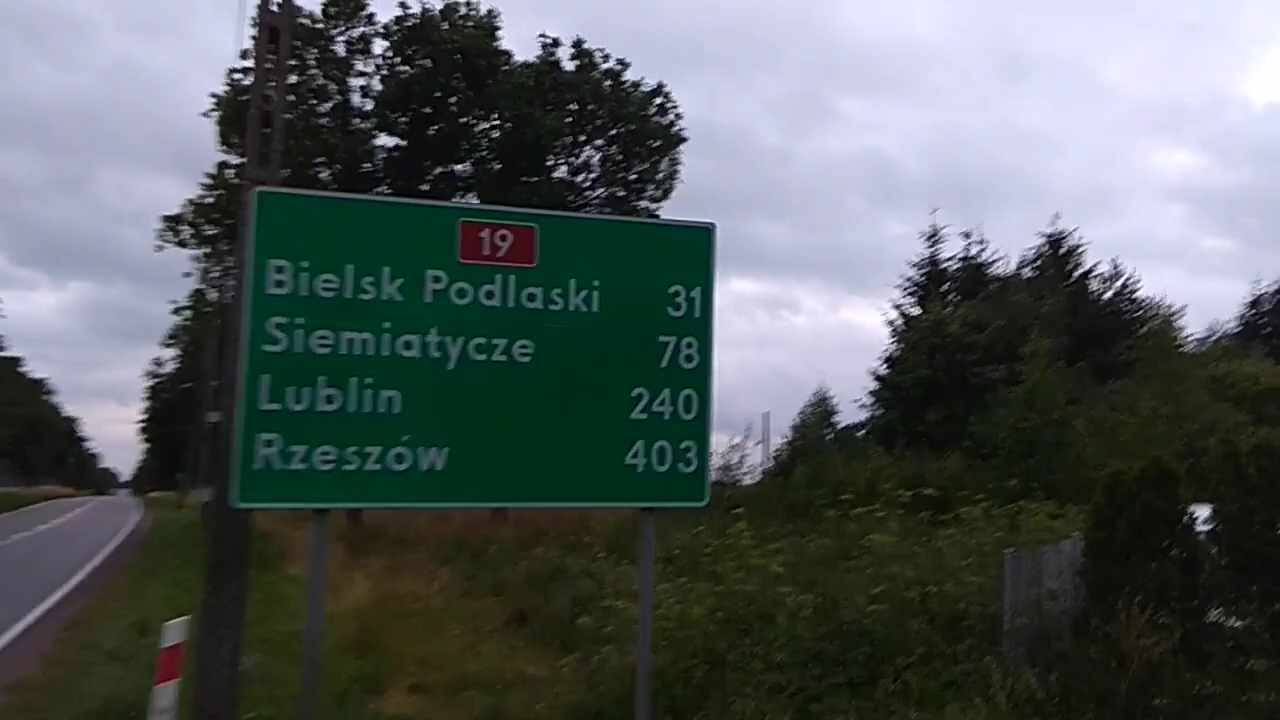 19
Bielsk Podlaski 31
Siemiatycze 78
Lublin 240
Rzeszów 403